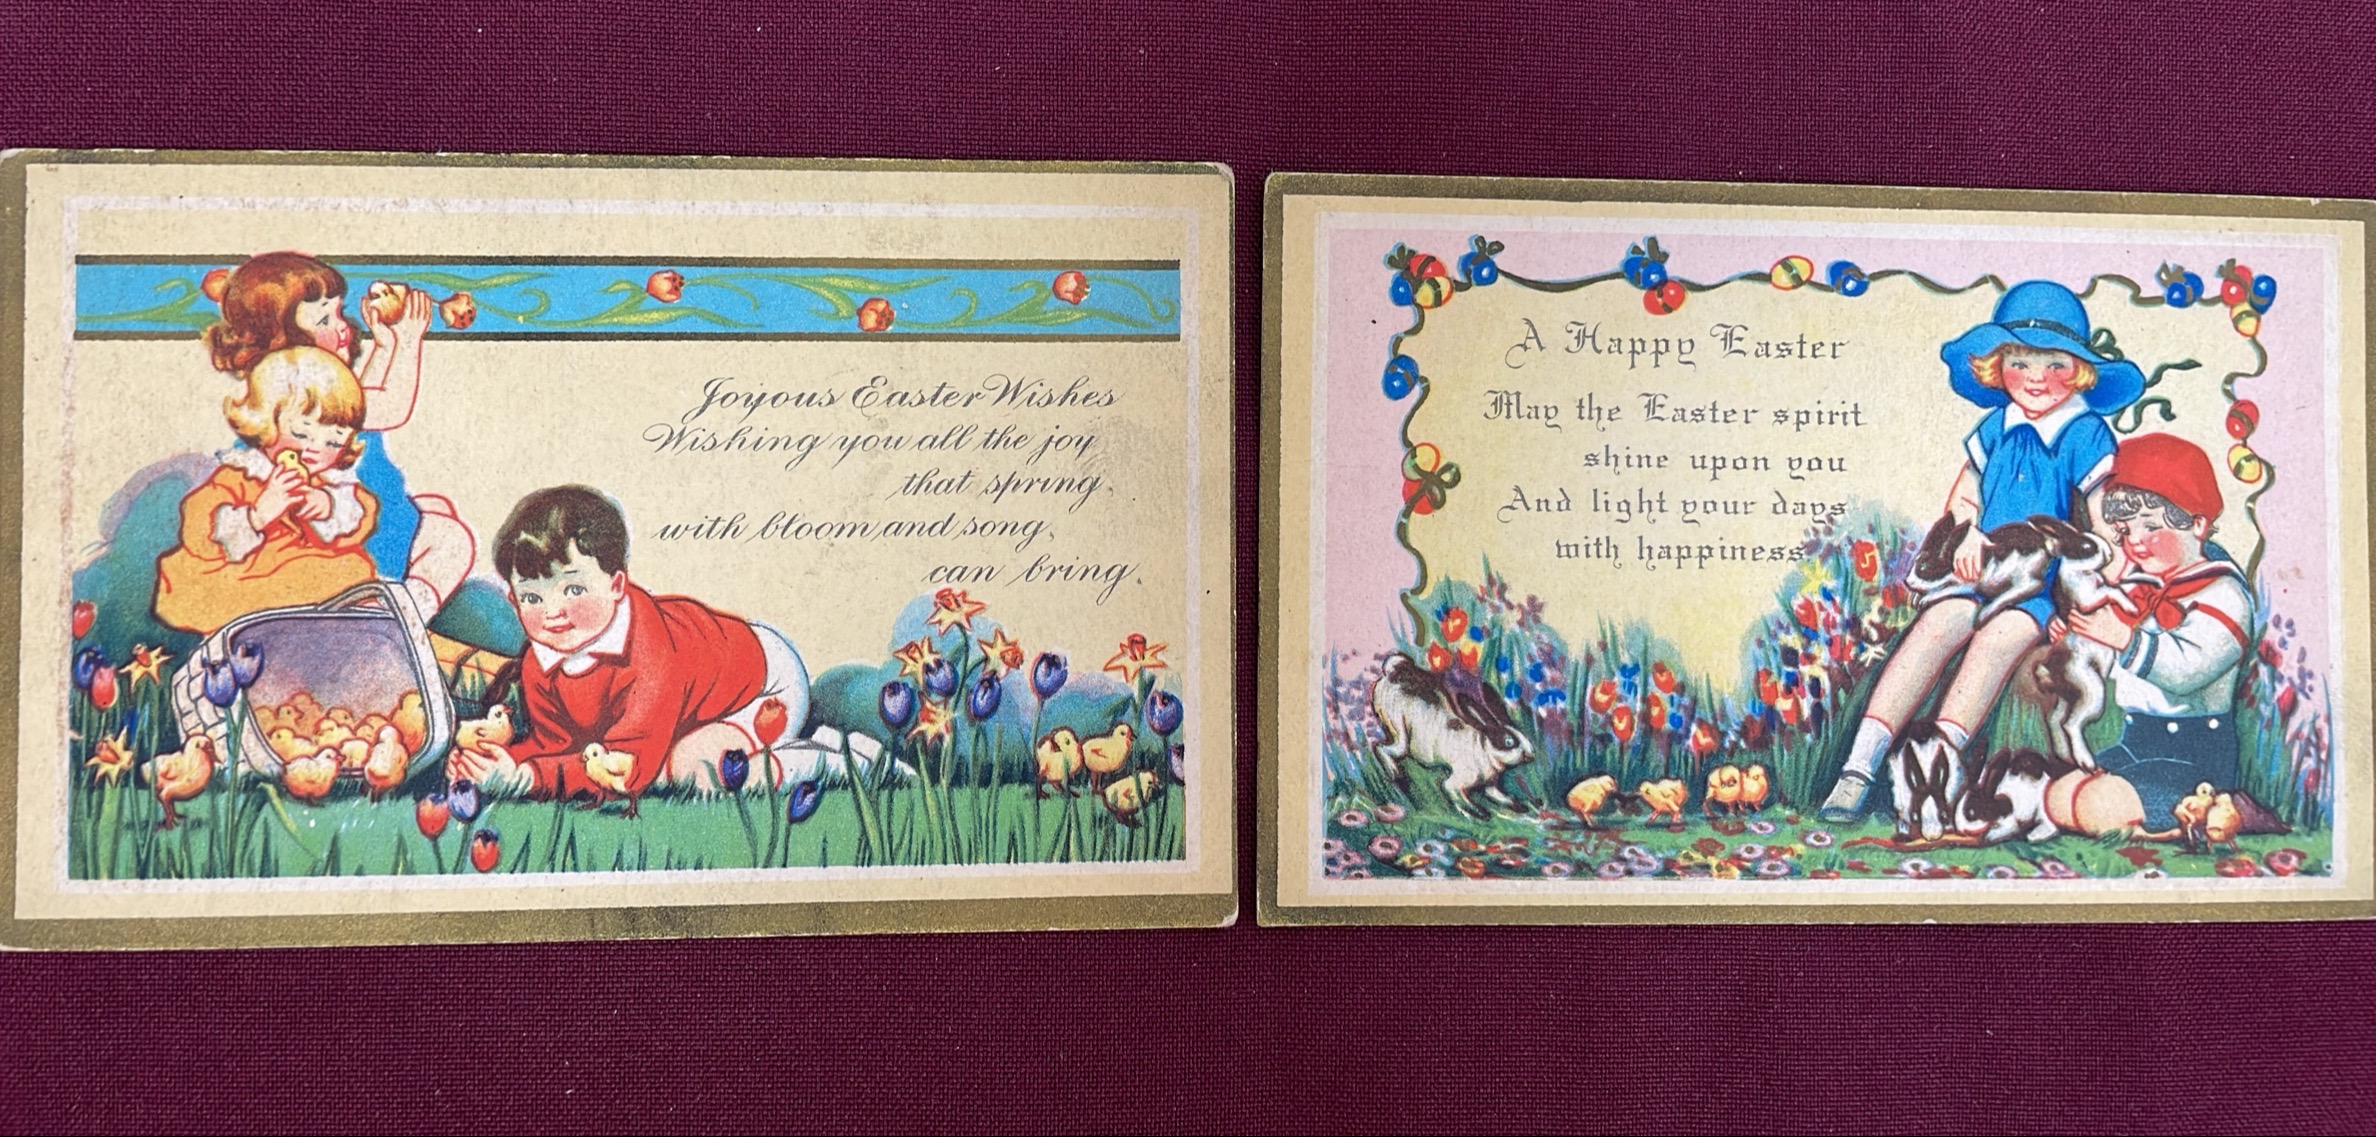 Joyous Easter Wishes
Wishing you all the joy
that spring
with bloom and song,
can bring.
A Happy Easter
May the Easter spirit
shine upon you
And light your days
with happiness